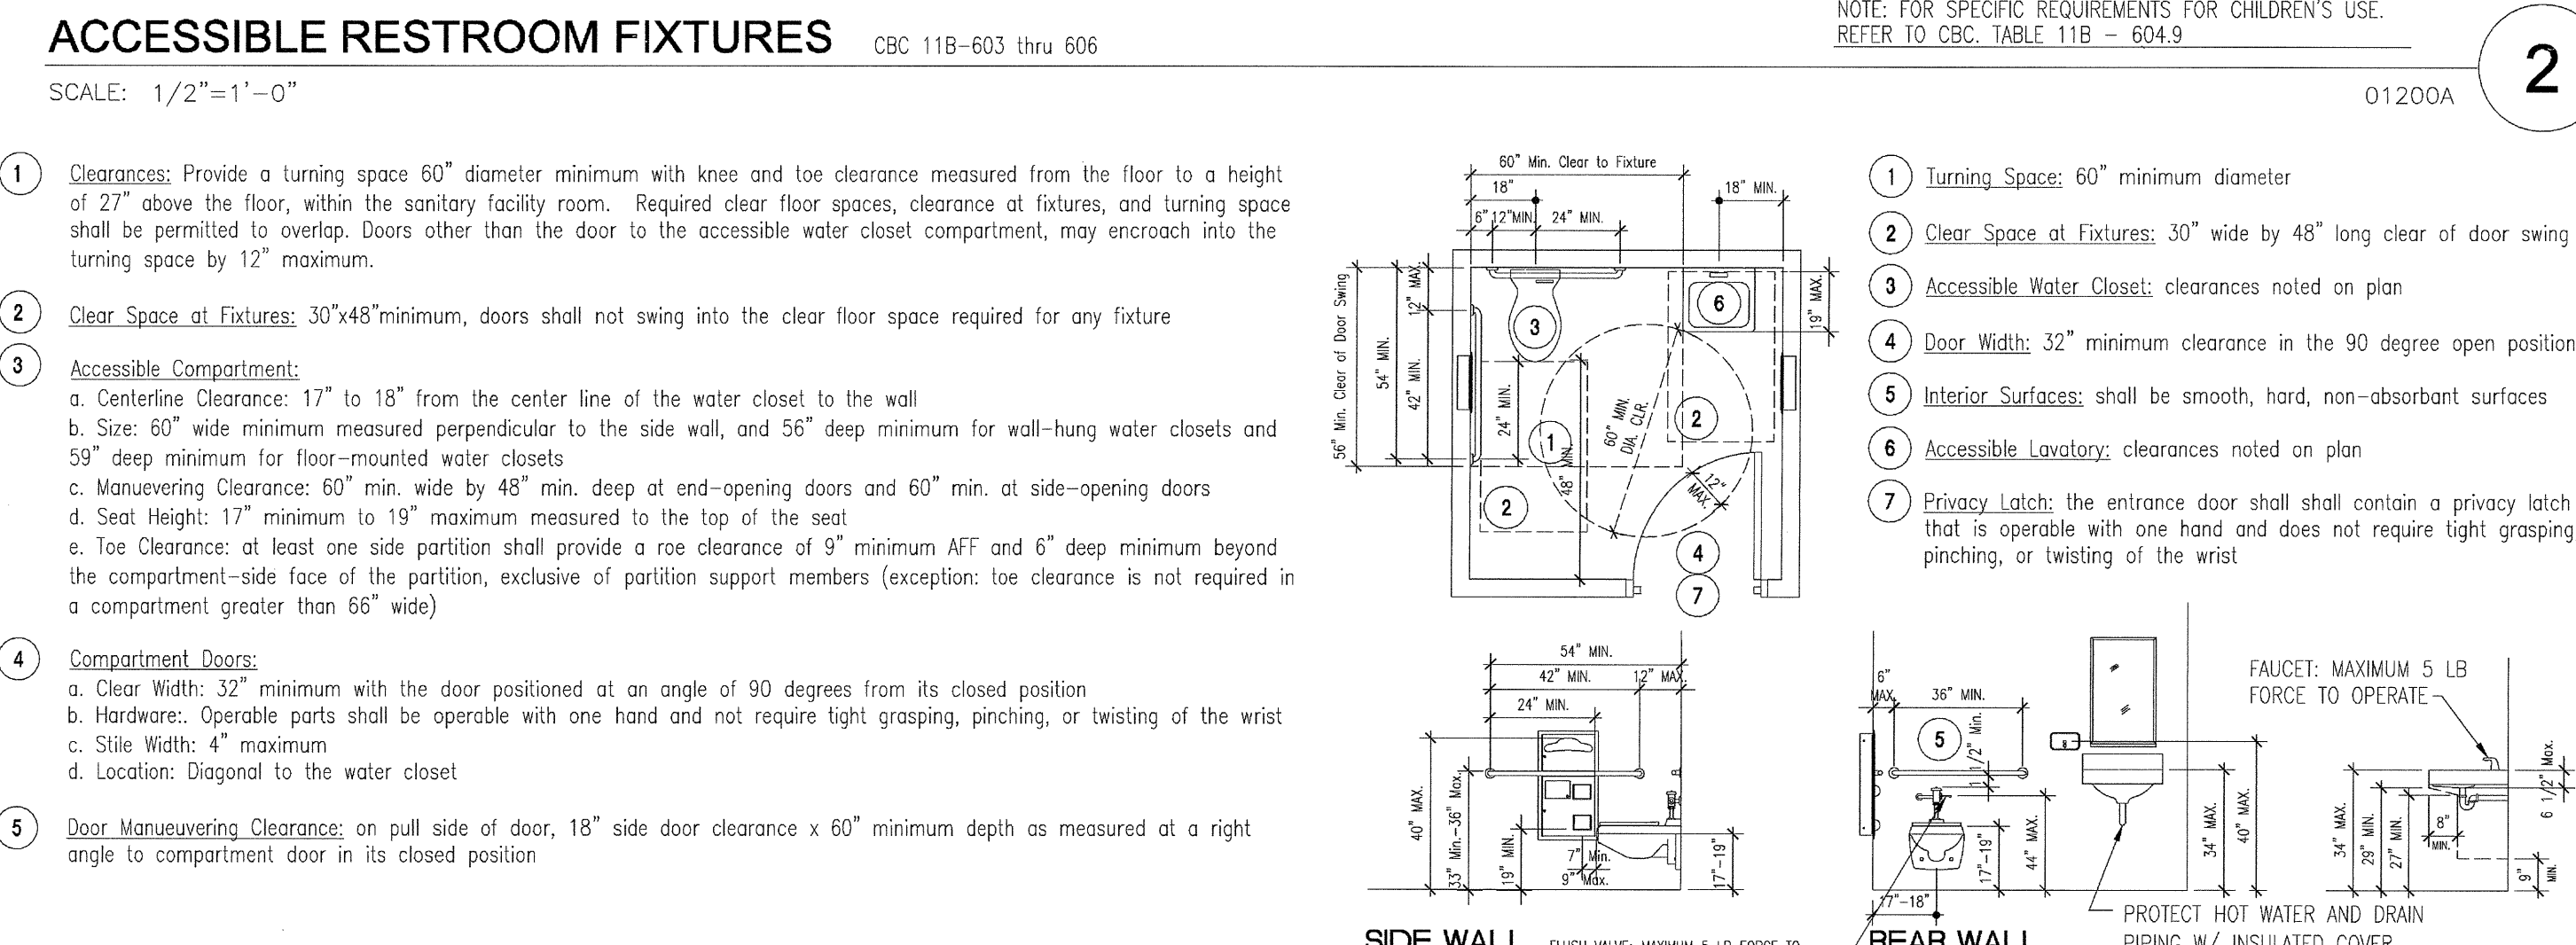 ACCESSIBLE RESTROOM FIXTURES CBC 11B-603 thru 606
NOTE: FOR SPECIFIC REQUIREMENTS FOR CHILDREN'S USE.
REFER TO CBC. TABLE 11B - 604.9
2
SCALE: 1/2"=1'-0"
01200A
1 Clearances: Provide a turning space 60" diameter minimum with knee and toe clearance measured from the floor to a height
of 27" above the floor, within the sanitary facility room. Required clear floor spaces, clearance at fixtures, and turning space
shall be permitted to overlap. Doors other than the door to the accessible water closet compartment, may encroach into the
turning space by 12" maximum.
2 Clear Space at Fixtures: 30"x48"minimum, doors shall not swing into the clear floor space required for any fixture
3 Accessible Compartment:
a. Centerline Clearance: 17" to 18" from the center line of the water closet to the wall
b. Size: 60" wide minimum measured perpendicular to the side wall, and 56" deep minimum for wall-hung water closets and
59" deep minimum for floor-mounted water closets
c. Manuevering Clearance: 60" min. wide by 48" min. deep at end-opening doors and 60" min. at side-opening doors
d. Seat Height: 17" minimum to 19" maximum measured to the top of the seat
e. Toe Clearance: at least one side partition shall provide a roe clearance of 9" minimum AFF and 6" deep minimum beyond
the compartment-side face of the partition, exclusive of partition support members (exception: toe clearance is not required in
a compartment greater than 66" wide)
4 Compartment Doors:
a. Clear Width: 32" minimum with the door positioned at an angle of 90 degrees from its closed position
b. Hardware:. Operable parts shall be operable with one hand and not require tight grasping, pinching, or twisting of the wrist
c. Stile Width: 4" maximum
d. Location: Diagonal to the water closet
5 Door Manueuvering Clearance: on pull side of door, 18" side door clearance x 60" minimum depth as measured at a right
angle to compartment door in its closed position
60" Min. Clear to Fixture
18"
18" MIN.
6" 12"MIN. 24" MIN.
56" Min. Clear of Door Swing
54" MIN.
12" MAX.
42" MIN.
19" MAX.
24" MIN.
48" MIN.
60" MIN.
DIA. CLR.
12"
MAX.
3
6
1
2
2
4
7
1 Turning Space: 60" minimum diameter
2 Clear Space at Fixtures: 30" wide by 48" long clear of door swing
3 Accessible Water Closet: clearances noted on plan
4 Door Width: 32" minimum clearance in the 90 degree open position
5 Interior Surfaces: shall be smooth, hard, non-absorbant surfaces
6 Accessible Lavatory: clearances noted on plan
7 Privacy Latch: the entrance door shall shall contain a privacy latch
that is operable with one hand and does not require tight grasping
pinching, or twisting of the wrist
54" MIN.
42" MIN. 12" MAX.
24" MIN.
40" MAX.
33" Min.-36" Max.
19" MIN.
7" Min.
9" Max.
17"-19"
SIDE WALL
FLUSH VALVE: MAXIMUM 5 LB FORCE TO
6"
MAX.
36" MIN.
5
1 1/2" Min.
17"-19"
44" MAX.
17"-18"
REAR WALL
34" MAX.
40" MAX.
PROTECT HOT WATER AND DRAIN
PIPING W/ INSULATED COVER
FAUCET: MAXIMUM 5 LB
FORCE TO OPERATE
34" MAX.
29" MIN.
27" MIN.
8"
MIN.
6 1/2" Max.
9"
MIN.